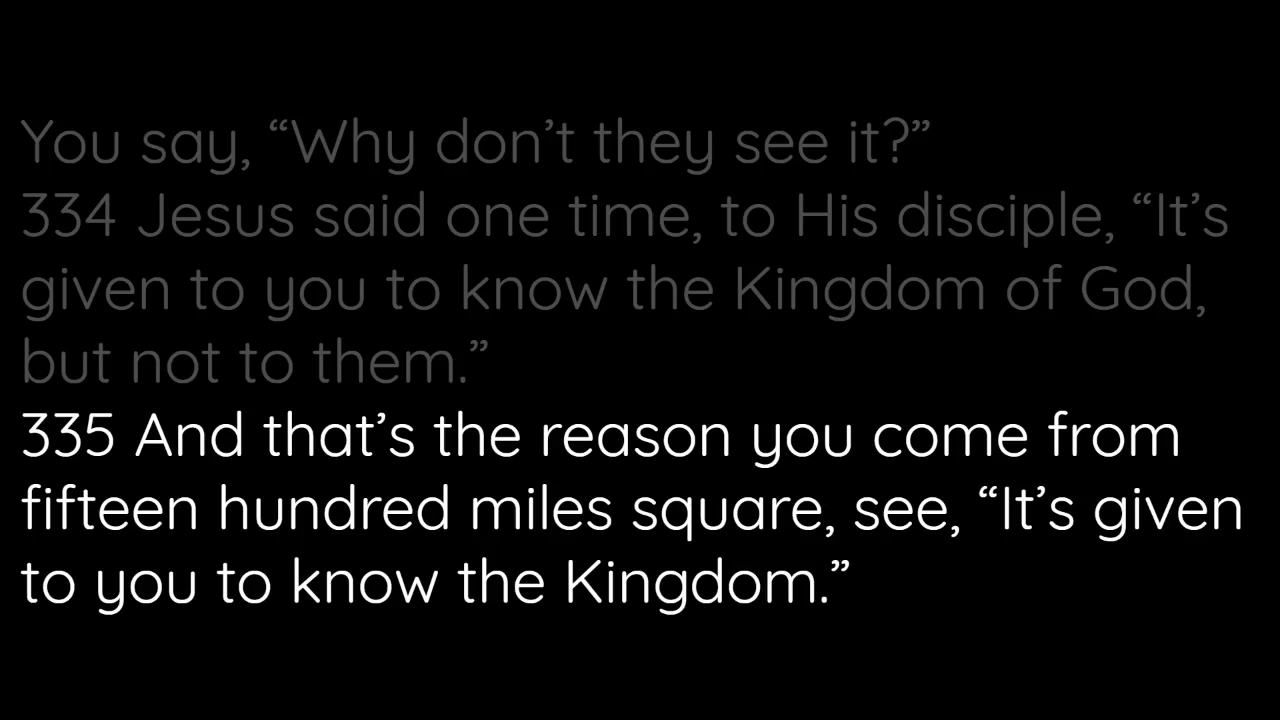 You say, “Why don’t they see it?”
334 Jesus said one time, to His disciple, “It’s
given to you to know the Kingdom of God,
but not to them.”
335 And that’s the reason you come from
fifteen hundred miles square, see, “It’s given
to you to know the Kingdom.”